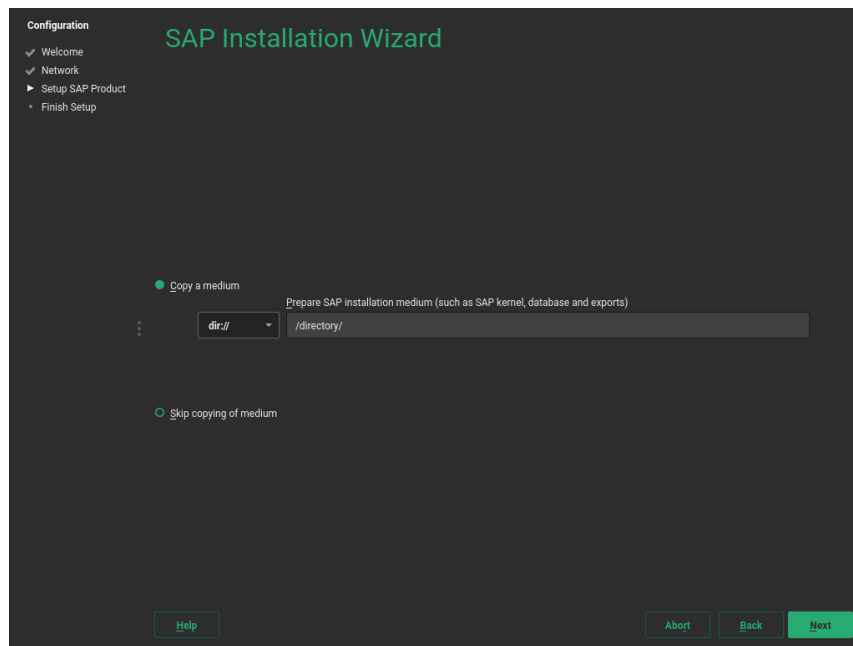 Configuration
Welcome
Network
Setup SAP Product
Finish Setup
SAP Installation Wizard
Copy a medium
Prepare SAP installation medium (such as SAP kernel, database and exports)
dir://
/directory/
Skip copying of medium
Help
Abort
Back
Next